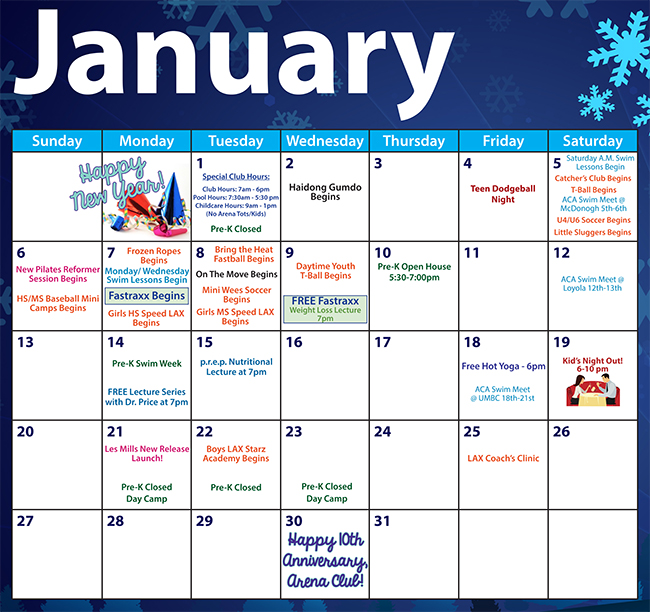 January
Sunday Monday Tuesday Wednesday Thursday Friday Saturday
Happy
New Year!
1
Special Club Hours:
Club Hours: 7am - 6pm
Pool Hours: 7:30am - 5:30 pm
Childcare Hours: 9am - 1pm
(No Arena Tots/Kids)
Pre-K Closed
2
Haidong Gumdo
Begins
3
4
Teen Dodgeball
Night
5
Saturday A.M. Swim
Lessons Begin
Catcher's Club Begins
T-Ball Begins
ACA Swim Meet @
McDonogh 5th-6th
U4/U6 Soccer Begins
Little Sluggers Begins
6
New Pilates Reformer
Session Begins
HS/MS Baseball Mini
Camps Begins
7
Frozen Ropes
Begins
Monday/ Wednesday
Swim Lessons Begin
Fastraxx Begins
Girls HS Speed LAX
Begins
8
Bring the Heat
Fastball Begins
On The Move Begins
Mini Wees Soccer
Begins
Girls MS Speed LAX
Begins
9
Daytime Youth
T-Ball Begins
FREE Fastraxx
Weight Loss Lecture
7pm
10
Pre-K Open House
5:30-7:00pm
11
12
ACA Swim Meet @
Loyola 12th-13th
13
14
Pre-K Swim Week
FREE Lecture Series
with Dr. Price at 7pm
15
p.r.e.p. Nutritional
Lecture at 7pm
16
17
18
Free Hot Yoga - 6pm
ACA Swim Meet
@ UMBC 18th-21st
19
Kid's Night Out!
6-10 pm
20
21
Les Mills New Release
Launch!
Pre-K Closed
Day Camp
22
Boys LAX Starz
Academy Begins
Pre-K Closed
23
Pre-K Closed
Day Camp
24
25
LAX Coach's Clinic
26
27
28
29
30
Happy 10th
Anniversary,
Arena Club!
31